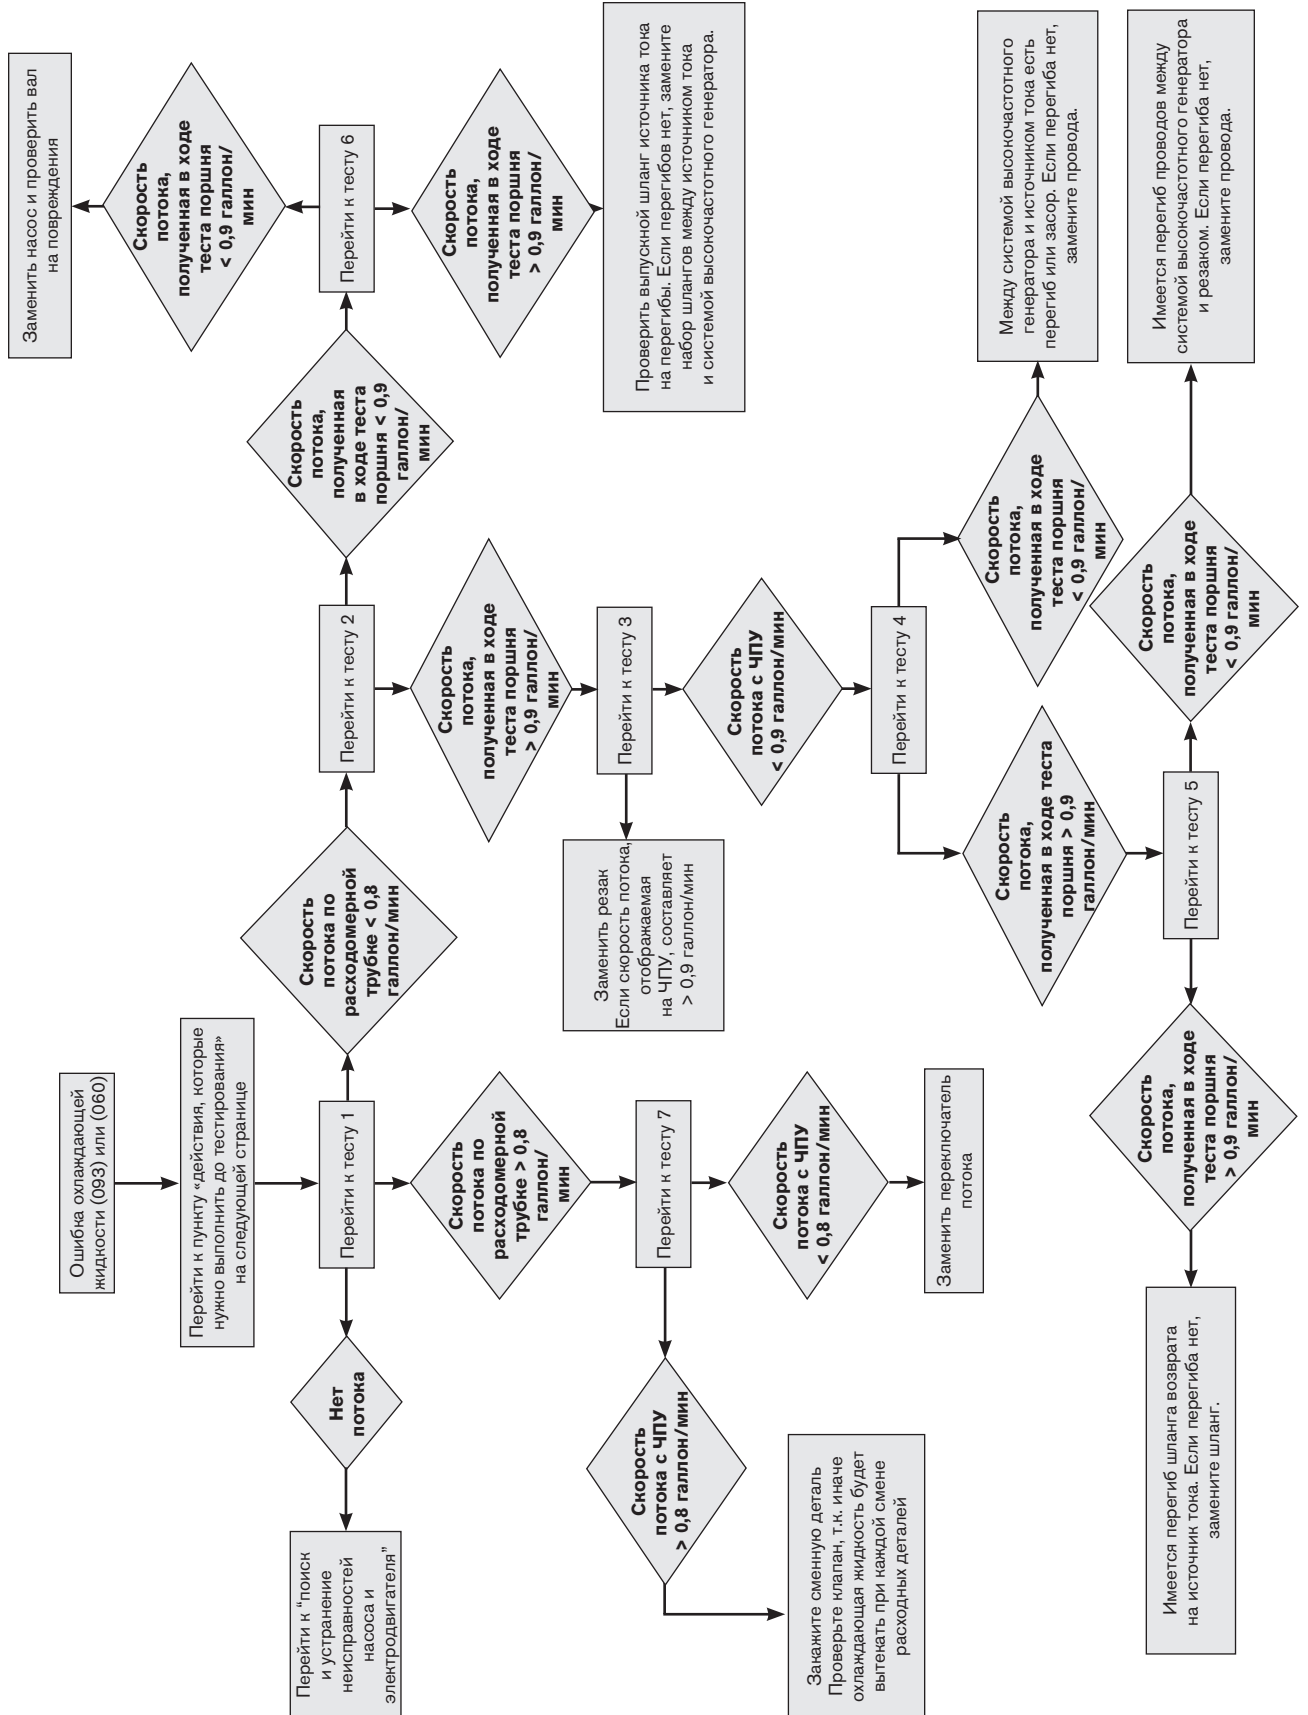 Ошибка охлаждающей
жидкости (093) или (060)
Перейти к пункту «действия, которые
нужно выполнить до тестирования»
на следующей странице
Перейти к тесту 1
Нет
потока
Перейти к “поиск
и устранение
неисправностей
насоса и
электродвигателя”
Скорость
потока по
расходомерной
трубке > 0,8
галлон/
мин
Перейти к тесту 7
Скорость
потока с ЧПУ
> 0,8 галлон/мин
Закажите сменную деталь
Проверьте клапан, т.к. иначе
охлаждающая жидкость будет
вытекать при каждой смене
расходных деталей
Скорость
потока с ЧПУ
< 0,8 галлон/мин
Заменить переключатель
потока
Скорость
потока по
расходомерной
трубке < 0,8
галлон/мин
Перейти к тесту 2
Скорость
потока,
полученная
в ходе теста
поршня < 0,9
галлон/
мин
Перейти к тесту 6
Скорость
потока,
полученная в ходе
теста поршня
< 0,9 галлон/
мин
Заменить насос и проверить вал
на повреждения
Скорость
потока,
полученная в ходе
теста поршня
> 0,9 галлон/
мин
Проверить выпускной шланг источника тока
на перегибы. Если перегибов нет, замените
набор шлангов между источником тока
и системой высокочастотного генератора.
Скорость
потока,
полученная в ходе
теста поршня
> 0,9 галлон/
мин
Перейти к тесту 3
Заменить резак
Если скорость потока,
отображаемая
на ЧПУ, составляет
> 0,9 галлон/мин
Скорость
потока с ЧПУ
< 0,9 галлон/мин
Перейти к тесту 4
Скорость
потока,
полученная в ходе
теста поршня
< 0,9 галлон/
мин
Между системой высокочастотного
генератора и источником тока есть
перегиб или засор. Если перегиба нет,
замените провода.
Скорость
потока,
полученная в ходе теста
поршня > 0,9
галлон/мин
Перейти к тесту 5
Скорость
потока,
полученная в ходе
теста поршня
< 0,9 галлон/
мин
Имеется перегиб проводов между
системой высокочастотного генератора
и резаком. Если перегиба нет,
замените провода.
Скорость
потока,
полученная в ходе
теста поршня
> 0,9 галлон/
мин
Имеется перегиб шланга возврата
на источник тока. Если перегиба нет,
замените шланг.